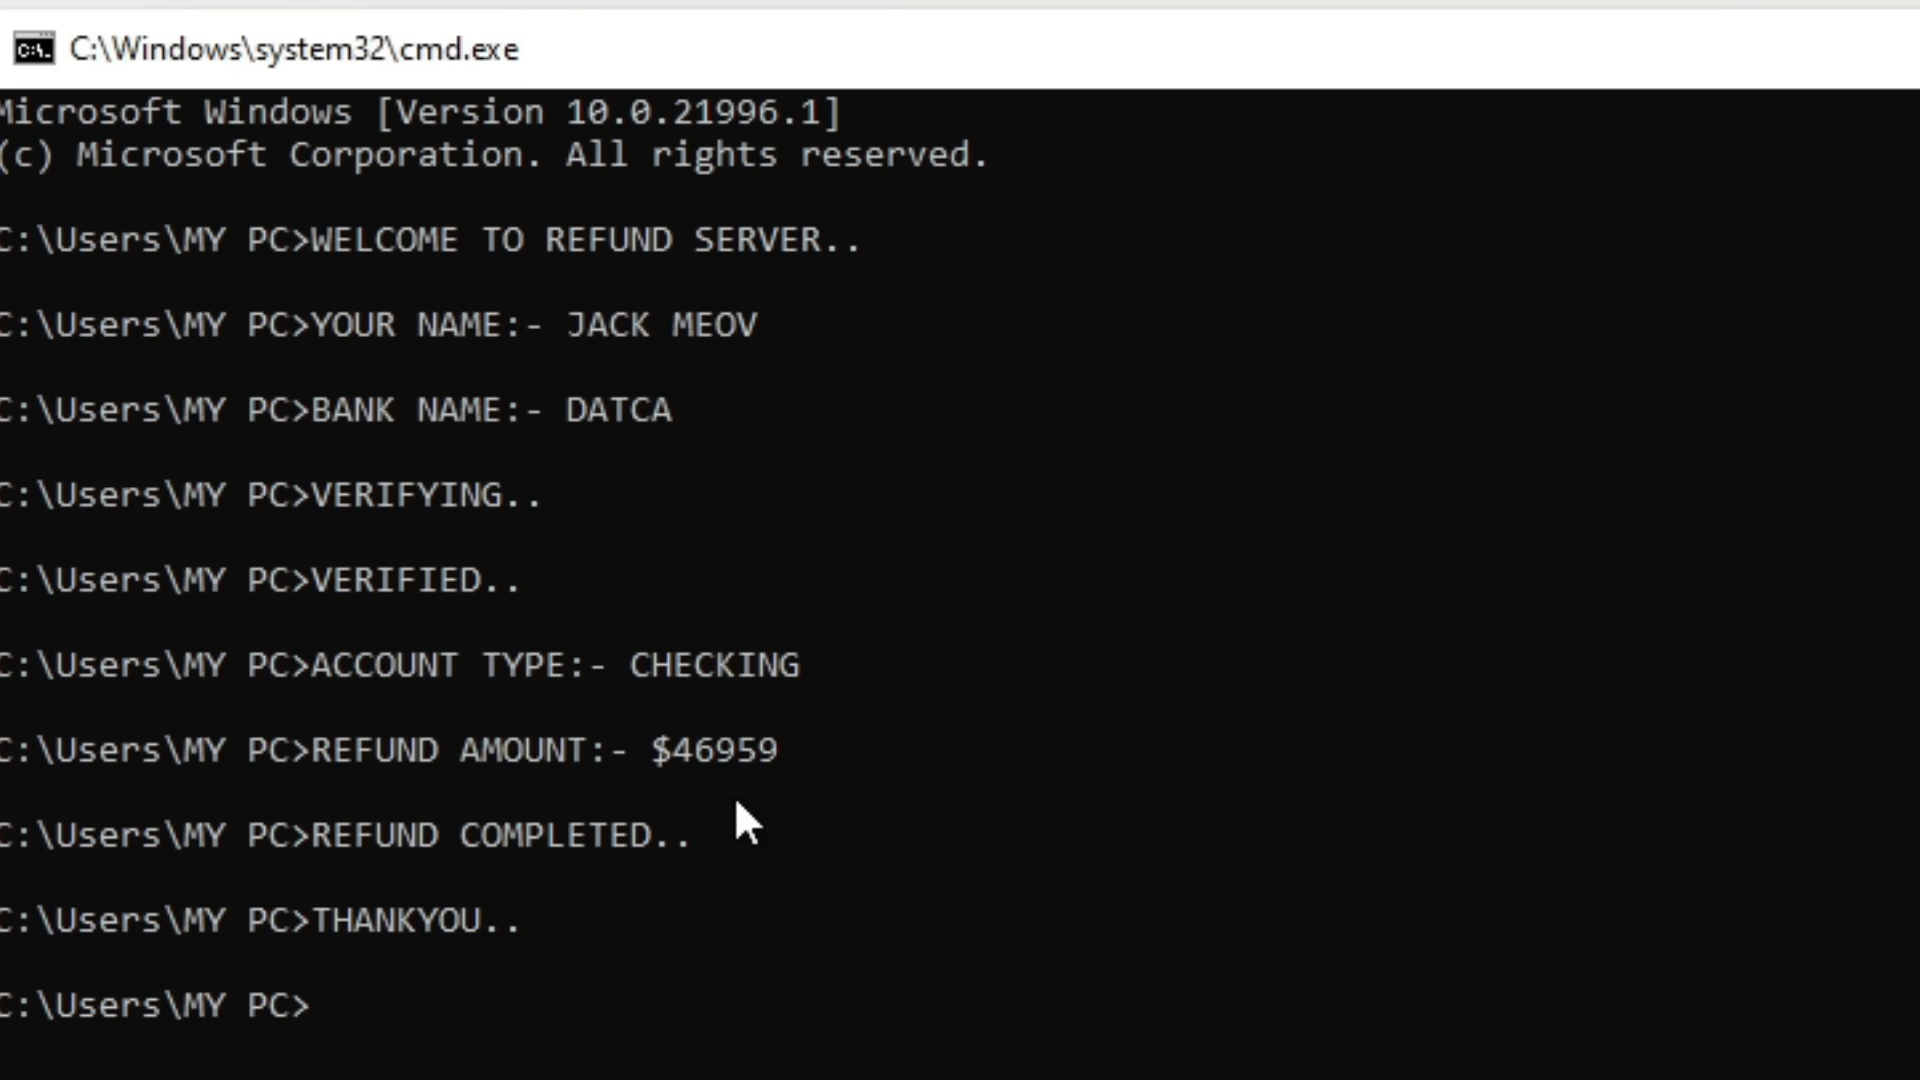 C:\Windows\system32\cmd.exe
Microsoft Windows [Version 10.0.21996.1]
(c) Microsoft Corporation. All rights reserved.
C:\Users\MY PC>WELCOME TO REFUND SERVER..
C:\Users\MY PC>YOUR NAME:- JACK MEOV
C:\Users\MY PC>BANK NAME:- DATCA
C:\Users\MY PC>VERIFYING..
C:\Users\MY PC>VERIFIED..
C:\Users\MY PC>ACCOUNT TYPE:- CHECKING
C:\Users\MY PC>REFUND AMOUNT:- $46959
C:\Users\MY PC>REFUND COMPLETED..
C:\Users\MY PC>THANKYOU..
C:\Users\MY PC>